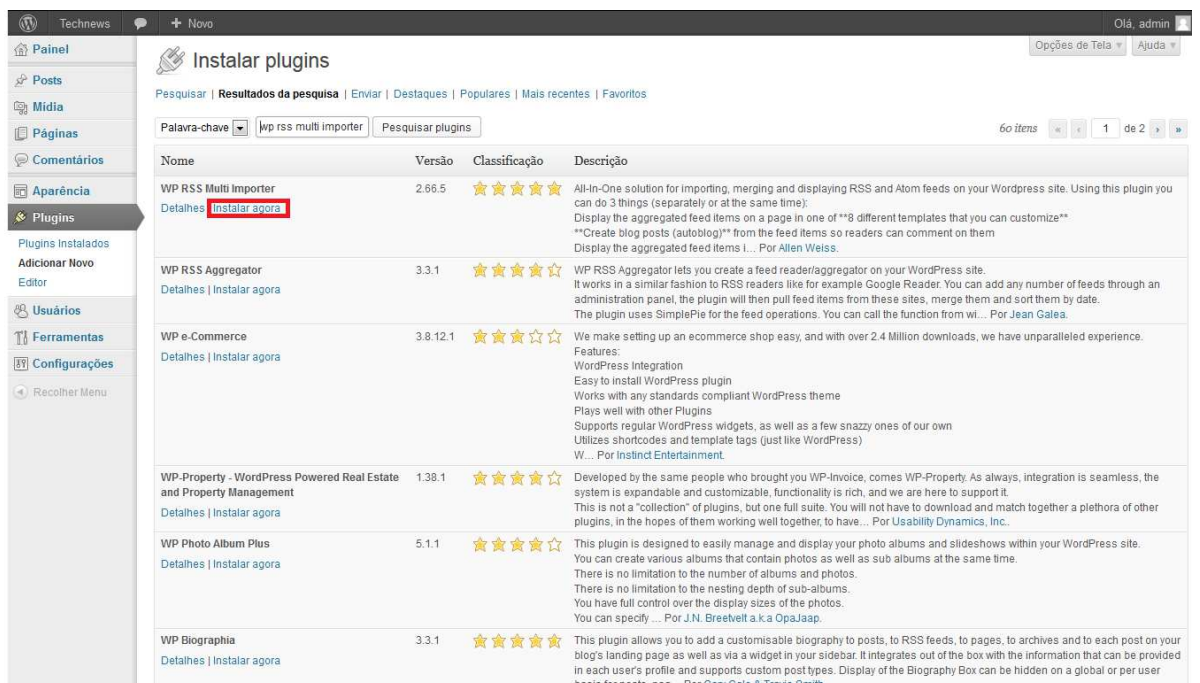 Technews + Novo Olá, admin
Painel
Posts
Mídia
Páginas
Comentários
Aparência
Plugins
Plugins Instalados
Adicionar Novo
Editor
Usuários
Ferramentas
Configurações
Recolher Menu
Opções de Tela Ajuda
Instalar plugins
Pesquisar | Resultados da pesquisa | Enviar | Destaques | Populares | Mais recentes | Favoritos
Palavra-chave wp rss multi importer Pesquisar plugins 60 itens « ‹ 1 de 2 › »
Nome Versão Classificação Descrição
WP RSS Multi Importer 2.66.5
Detalhes | Instalar agora
All-In-One solution for importing, merging and displaying RSS and Atom feeds on your Wordpress site. Using this plugin you
can do 3 things (separately or at the same time):
Display the aggregated feed items on a page in one of **8 different templates that you can customize**
**Create blog posts (autoblog)** from the feed items so readers can comment on them
Display the aggregated feed items i… Por Allen Weiss.
WP RSS Aggregator 3.3.1
Detalhes | Instalar agora
WP RSS Aggregator lets you create a feed reader/aggregator on your WordPress site.
It works in a similar fashion to RSS readers like for example Google Reader. You can add any number of feeds through an
administration panel, the plugin will then pull feed items from these sites, merge them and sort them by date.
The plugin uses SimplePie for the feed operations. You can call the function from wi… Por Jean Galea.
WP e-Commerce 3.8.12.1
Detalhes | Instalar agora
We make setting up an ecommerce shop easy, and with over 2.4 Million downloads, we have unparalleled experience.
Features:
WordPress Integration
Easy to install WordPress plugin
Works with any standards compliant WordPress theme
Plays well with other Plugins
Supports regular WordPress widgets, as well as a few snazzy ones of our own
Utilizes shortcodes and template tags (just like WordPress)
W… Por Instinct Entertainment.
WP-Property - WordPress Powered Real Estate
and Property Management 1.38.1
Detalhes | Instalar agora
Developed by the same people who brought you WP-Invoice, comes WP-Property. As always, integration is seamless, the
system is expandable and customizable, functionality is rich, and we are here to support it.
This is not a "collection" of plugins, but one full suite. You will not have to download and match together a plethora of other
plugins, in the hopes of them working well together, to have… Por Usability Dynamics, Inc..
WP Photo Album Plus 5.1.1
Detalhes | Instalar agora
This plugin is designed to easily manage and display your photo albums and slideshows within your WordPress site.
You can create various albums that contain photos as well as sub albums at the same time.
There is no limitation to the number of albums and photos.
There is no limitation to the nesting depth of sub-albums.
You have full control over the display sizes of the photos.
You can specify … Por J.N. Breetvelt a.k.a OpaJaap.
WP Biographia 3.3.1
Detalhes | Instalar agora
This plugin allows you to add a customisable biography to posts, to RSS feeds, to pages, to archives and to each post on your
blog's landing page as well as via a widget in your sidebar. It integrates out of the box with the information that can be provided
in each user's profile and supports custom post types. Display of the Biography Box can be hidden on a global or per user